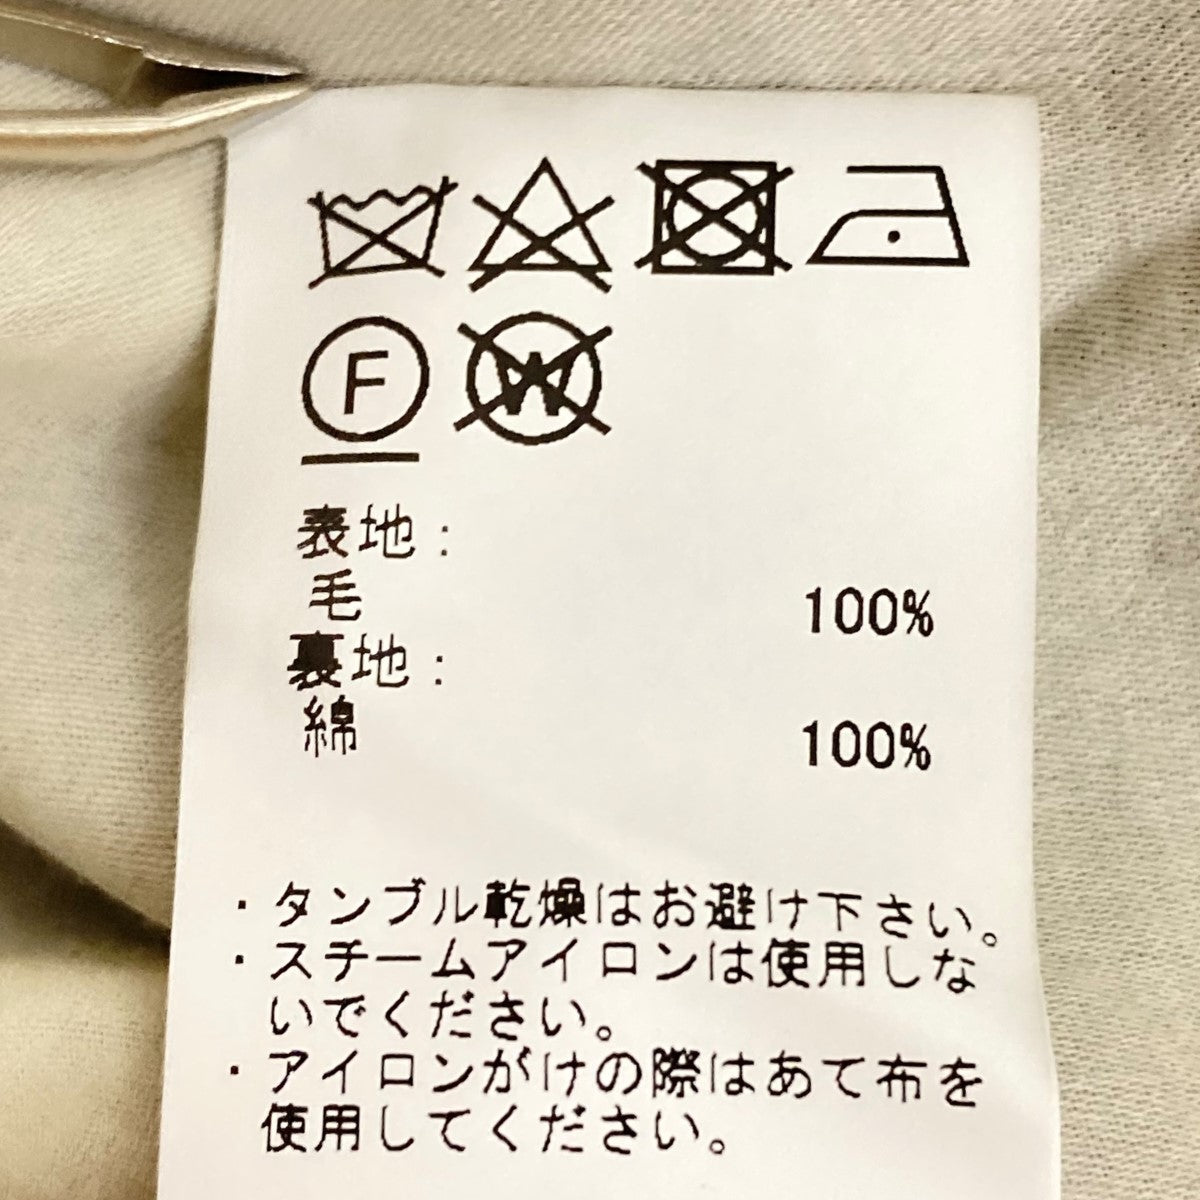 F W
表地：
毛 100%
裏地：
綿 100%
・タンブル乾燥はお避け下さい。
・スチームアイロンは使用しな
いでください。
・アイロンがけの際はあて布を
使用してください。